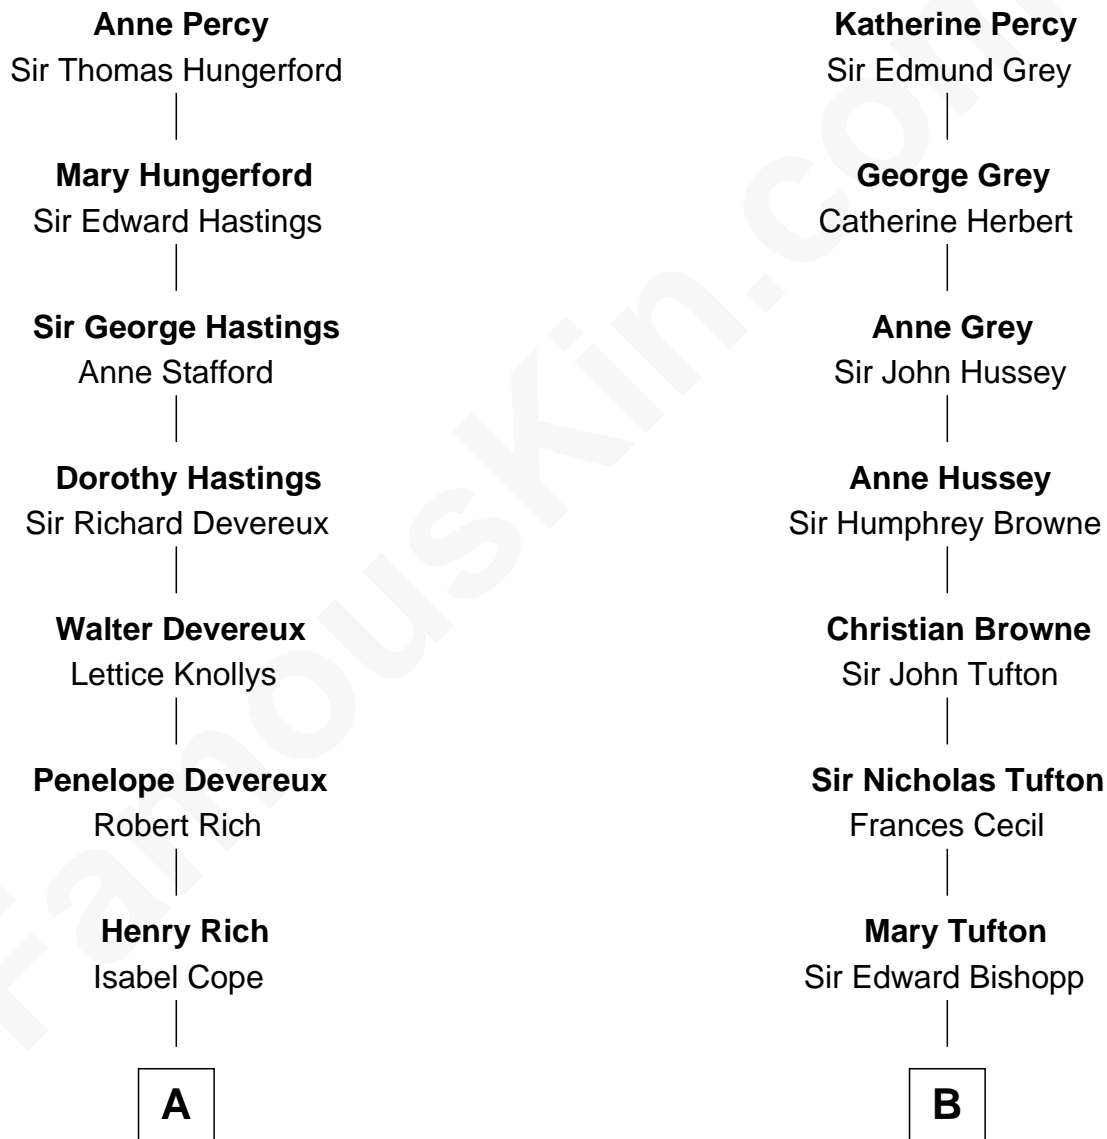 Anne Percy
Sir Thomas Hungerford
Mary Hungerford
Sir Edward Hastings
Sir George Hastings
Anne Stafford
Dorothy Hastings
Sir Richard Devereux
Walter Devereux
Lettice Knollys
Penelope Devereux
Robert Rich
Henry Rich
Isabel Cope
A
Katherine Percy
Sir Edmund Grey
George Grey
Catherine Herbert
Anne Grey
Sir John Hussey
Anne Hussey
Sir Humphrey Browne
Christian Browne
Sir John Tufton
Sir Nicholas Tufton
Frances Cecil
Mary Tufton
Sir Edward Bishopp
B
FamousKin.com